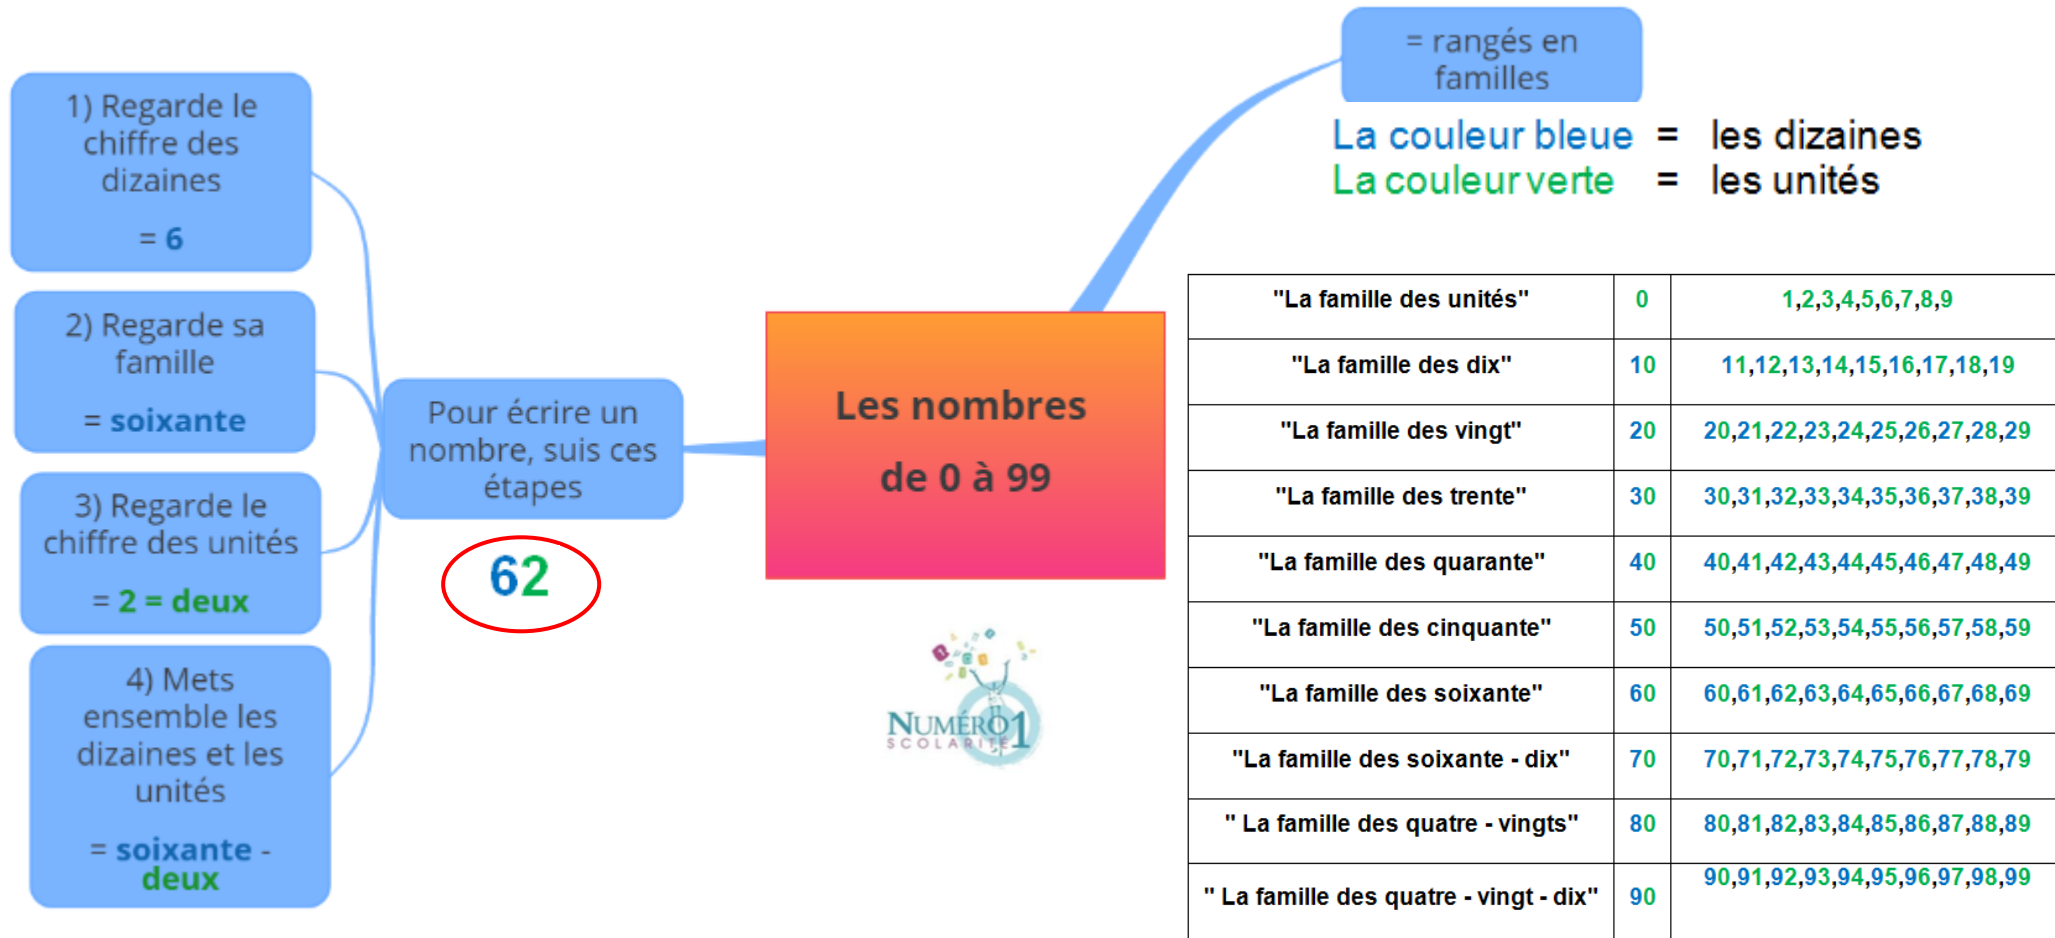 Les nombres
de 0 à 99
Pour écrire un
nombre, suis ces
étapes
62
1) Regarde le
chiffre des
dizaines
= 6
2) Regarde sa
famille
= soixante
3) Regarde le
chiffre des unités
= 2 = deux
4) Mets
ensemble les
dizaines et les
unités
= soixante -
deux
= rangés en
familles
La couleur bleue = les dizaines
La couleur verte = les unités
"La famille des unités" 0 1,2,3,4,5,6,7,8,9
"La famille des dix" 10 11,12,13,14,15,16,17,18,19
"La famille des vingt" 20 20,21,22,23,24,25,26,27,28,29
"La famille des trente" 30 30,31,32,33,34,35,36,37,38,39
"La famille des quarante" 40 40,41,42,43,44,45,46,47,48,49
"La famille des cinquante" 50 50,51,52,53,54,55,56,57,58,59
"La famille des soixante" 60 60,61,62,63,64,65,66,67,68,69
"La famille des soixante - dix" 70 70,71,72,73,74,75,76,77,78,79
" La famille des quatre - vingts" 80 80,81,82,83,84,85,86,87,88,89
" La famille des quatre - vingt - dix" 90 90,91,92,93,94,95,96,97,98,99
NUMÉRO1
SCOLARITÉ